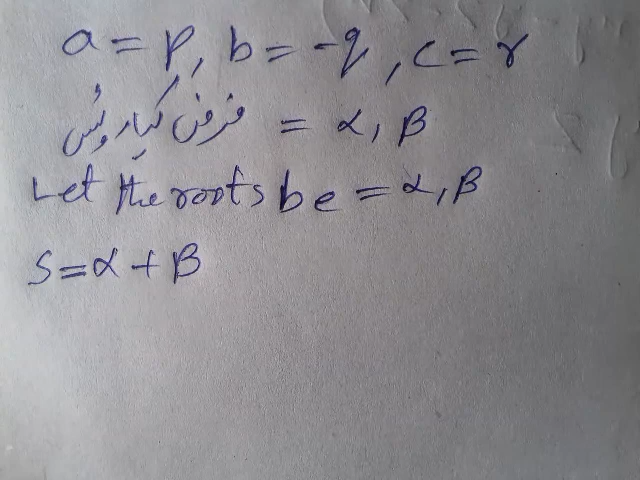 a = p, b = -q, c = r
فرض کیا روٹس = α, β
Let the roots be = α, β
S = α + β